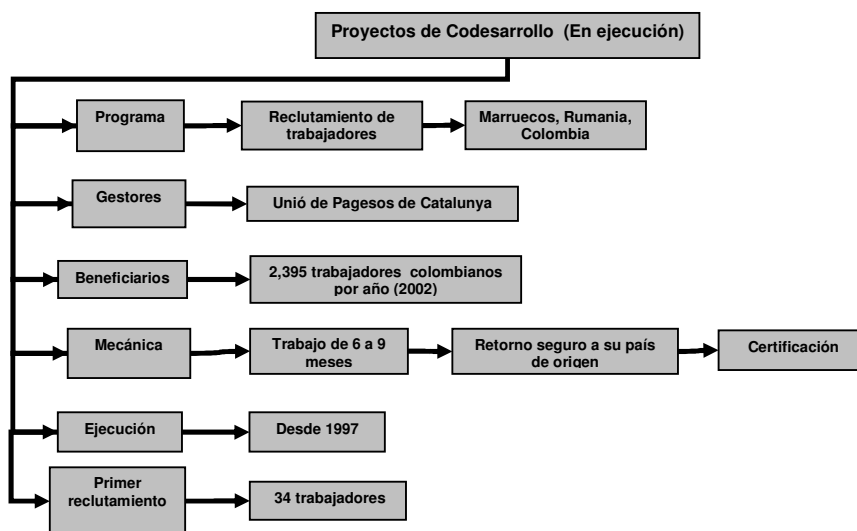 Proyectos de Codesarrollo (En ejecución)
Programa
Reclutamiento de
trabajadores
Marruecos, Rumania,
Colombia
Gestores
Unió de Pagesos de Catalunya
Beneficiarios
2,395 trabajadores colombianos
por año (2002)
Mecánica
Trabajo de 6 a 9
meses
Retorno seguro a su país
de origen
Certificación
Ejecución
Desde 1997
Primer
reclutamiento
34 trabajadores